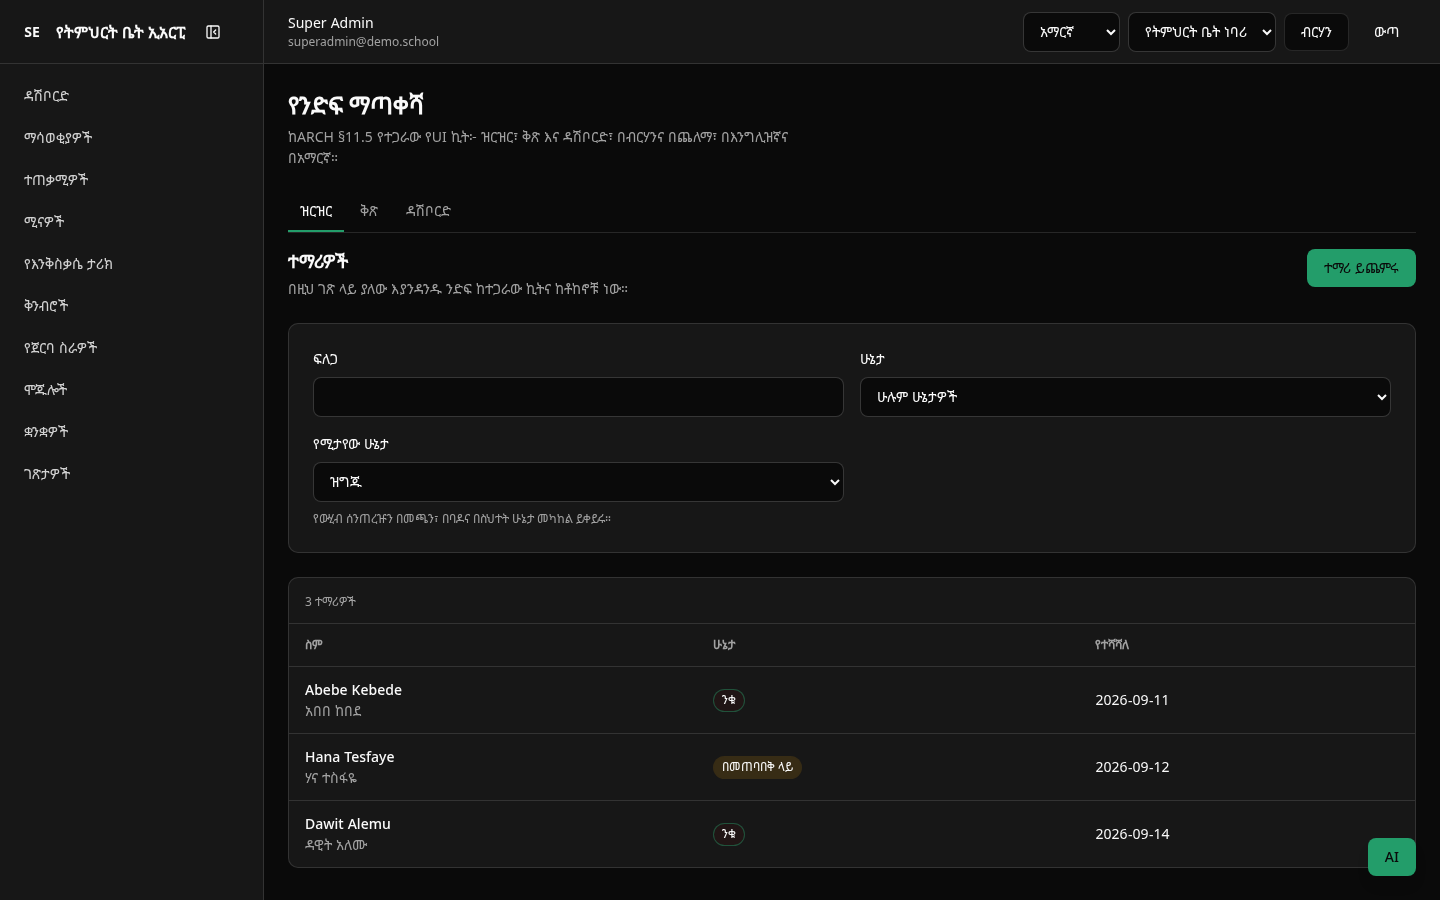 SE የትምህርት ቤት ኢአርፒ
Super Admin
superadmin@demo.school
አማርኛ
የትምህርት ቤት ነባሪ
ብርሃን
ውጣ
ዳሽቦርድ
ማሳወቂያዎች
ተጠቃሚዎች
ሚናዎች
የእንቅስቃሴ ታሪክ
ቅንብሮች
የጀርባ ስራዎች
ሞጁሎች
ቋንቋዎች
ገጽታዎች
የንድፍ ማጣቀሻ
ከARCH §11.5 የተጋራው የUI ኪት፦ ዝርዝር፣ ቅጽ እና ዳሽቦርድ፣ በብርሃንና በጨለማ፣ በእንግሊዝኛና
በአማርኛ።
ዝርዝር ቅጽ ዳሽቦርድ
ተማሪዎች
በዚህ ገጽ ላይ ያለው እያንዳንዱ ንድፍ ከተጋራው ኪትና ከቶከኖቹ ነው።
ተማሪ ይጨምሩ
ፍለጋ
ሁኔታ
ሁሉም ሁኔታዎች
የሚታየው ሁኔታ
ዝግጁ
የውሂብ ሰንጠረዡን በመጫን፣ በባዶና በስህተት ሁኔታ መካከል ይቀይሩ።
3 ተማሪዎች
ስም ሁኔታ የተሻሻለ
Abebe Kebede
አበበ ከበደ
ንቁ
2026-09-11
Hana Tesfaye
ሃና ተስፋዬ
በመጠባበቅ ላይ
2026-09-12
Dawit Alemu
ዳዊት አለሙ
ንቁ
2026-09-14
AI